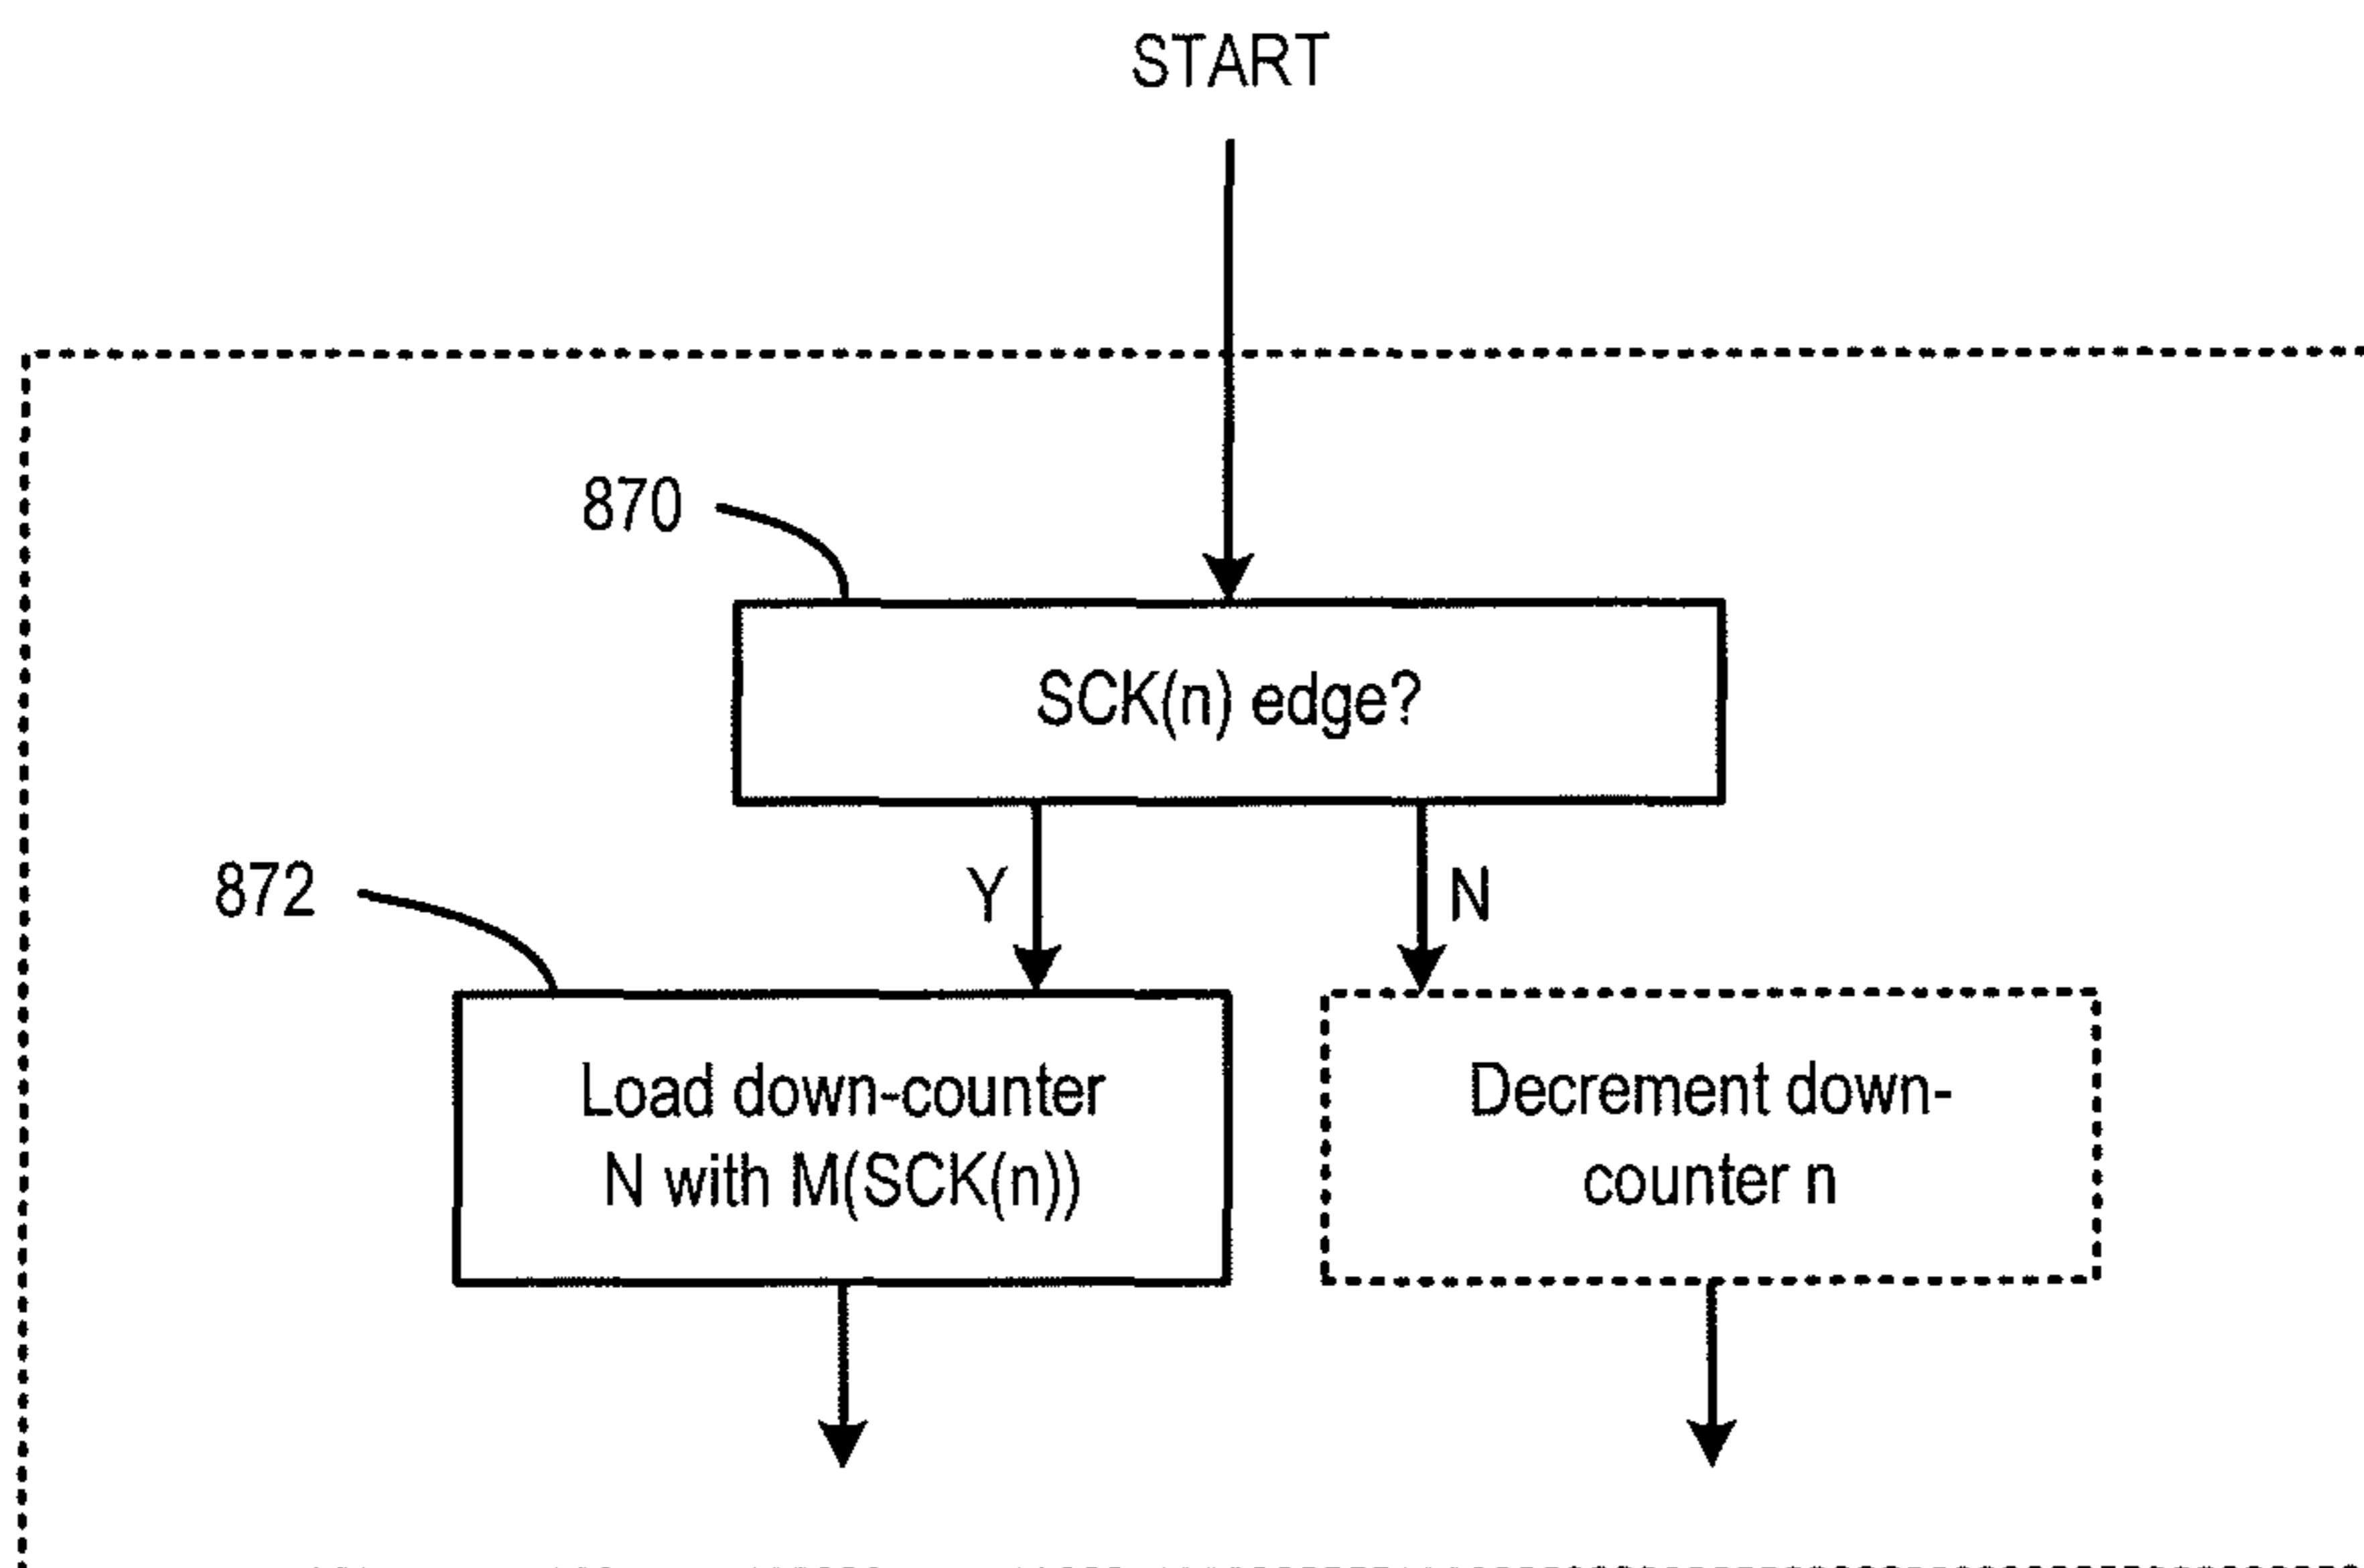 START
870
SCK(n) edge?
Y
N
872
Load down-counter
N with M(SCK(n))
Decrement down-
counter n